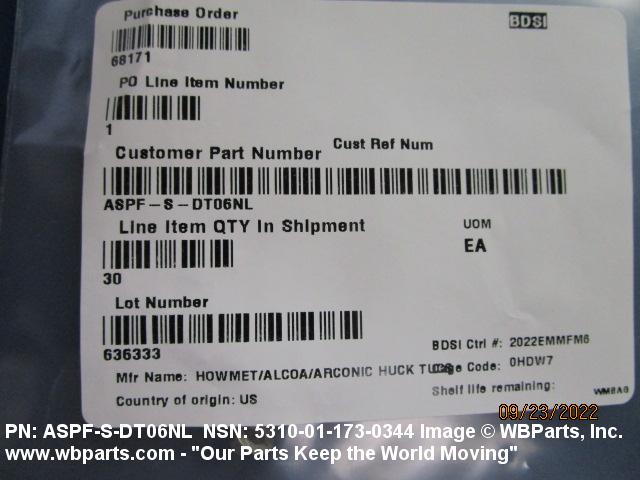 Purchase Order
BDSI
68171
PO Line Item Number
1
Customer Part Number
Cust Ref Num
ASPF-S-DT06NL
Line Item QTY In Shipment
UOM
EA
30
Lot Number
636333
BDSI Ctrl #: 2022EMMFM6
Mfr Name: HOWMET/ALCOA/ARCONIC HUCK
Code: 0HDW7
Country of origin: US
Shelf life remaining:
09/23/2022
PN: ASPF-S-DT06NL NSN: 5310-01-173-0344 Image © WBParts, Inc.
www.wbparts.com - "Our Parts Keep the World Moving"